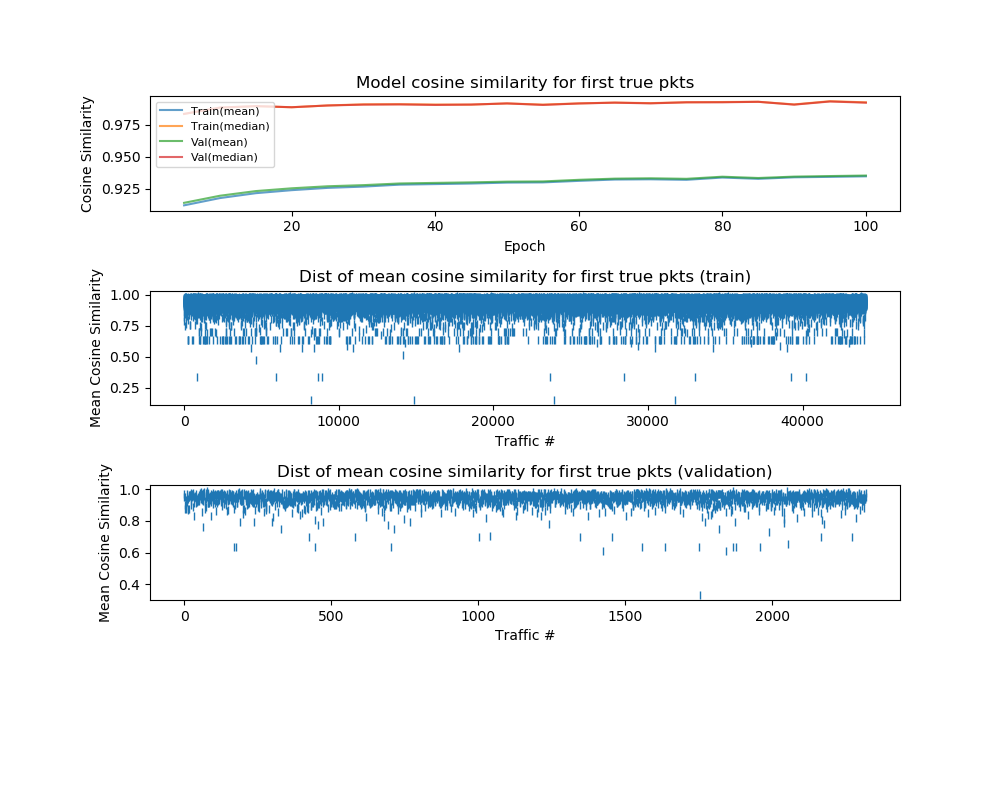 Model cosine similarity for first true pkts
Cosine Similarity
0.975
0.950
0.925
Train(mean)
Train(median)
Val(mean)
Val(median)
20 40 60 80 100
Epoch
Dist of mean cosine similarity for first true pkts (train)
Mean Cosine Similarity
1.00
0.75
0.50
0.25
0 10000 20000 30000 40000
Traffic #
Dist of mean cosine similarity for first true pkts (validation)
Mean Cosine Similarity
1.0
0.8
0.6
0.4
0 500 1000 1500 2000
Traffic #